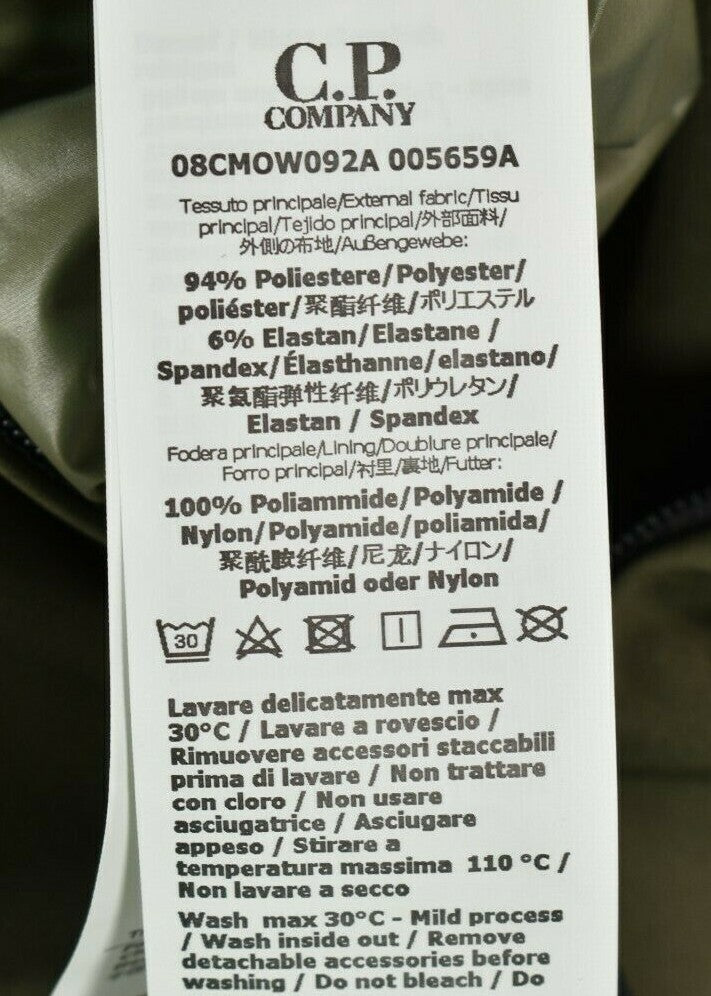 C.P.
COMPANY
08CMOW092A 005659A
Tessuto principale/External fabric/Tissu
principal/Tejido principal/外部面料/
外側の布地/Außengewebe:
94% Poliestere/Polyester/
poliéster/聚酯纤维/ポリエステル
6% Elastan/Elastane /
Spandex/Élasthanne/elastano/
聚氨酯弹性纤维/ポリウレタン/
Elastan / Spandex
Fodera principale/Lining/Doublure principale/
Forro principal/衬里/裏地/Futter:
100% Poliammide/Polyamide /
Nylon/Polyamide/poliamida/
聚酰胺纤维/尼龙/ナイロン/
Polyamid oder Nylon
30
Lavare delicatamente max
30°C / Lavare a rovescio /
Rimuovere accessori staccabili
prima di lavare / Non trattare
con cloro / Non usare
asciugatrice / Asciugare
appeso / Stirare a
temperatura massima 110 °C /
Non lavare a secco
Wash max 30°C - Mild process
/ Wash inside out / Remove
detachable accessories before
washing / Do not bleach / Do